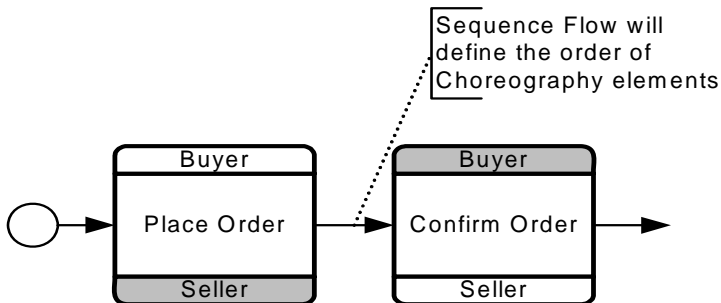 Sequence Flow will
define the order of
Choreography elements
Buyer
Place Order
Seller
Buyer
Confirm Order
Seller